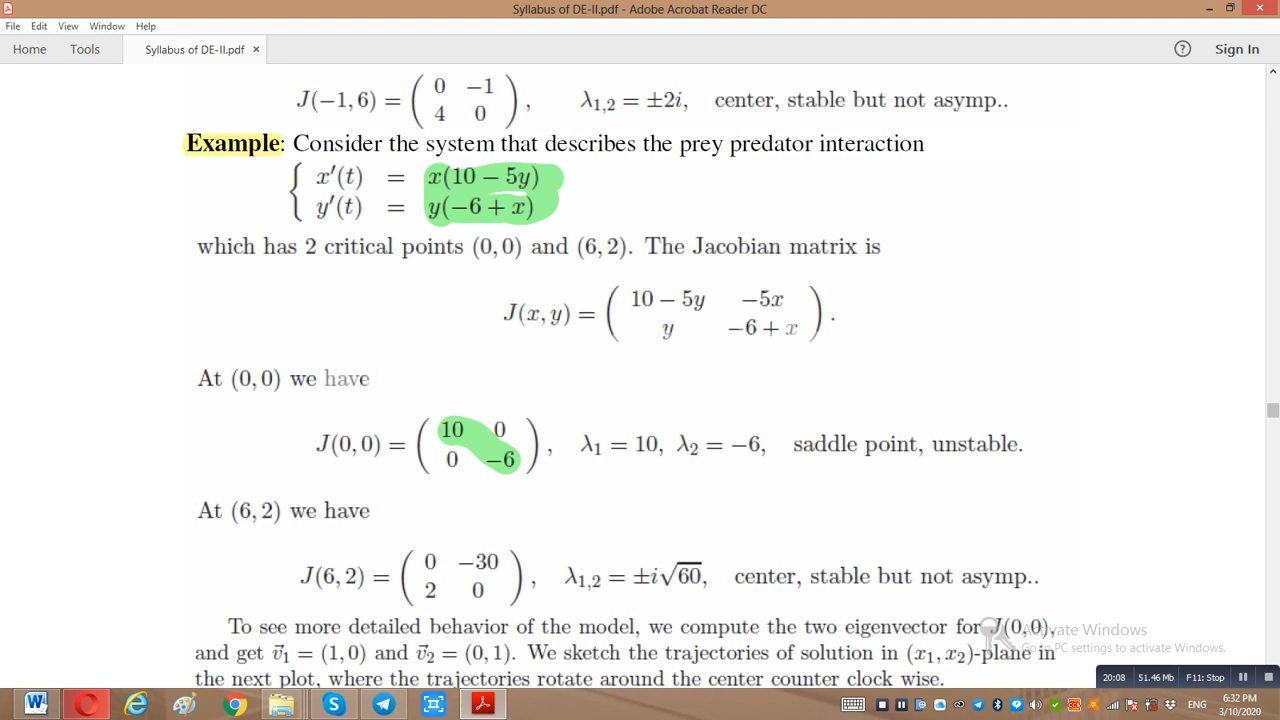 Syllabus of DE-II.pdf - Adobe Acrobat Reader DC
File Edit View Window Help
Home Tools Syllabus of DE-II.pdf × ? Sign In
J(−1, 6) = ( 0 −1 ; 4 0 ), λ₁,₂ = ±2i, center, stable but not asymp..
Example: Consider the system that describes the prey predator interaction
{ x′(t) = x(10 − 5y)
y′(t) = y(−6 + x)
which has 2 critical points (0, 0) and (6, 2). The Jacobian matrix is
J(x, y) = ( 10 − 5y −5x ; y −6 + x ).
At (0, 0) we have
J(0, 0) = ( 10 0 ; 0 −6 ), λ₁ = 10, λ₂ = −6, saddle point, unstable.
At (6, 2) we have
J(6, 2) = ( 0 −30 ; 2 0 ), λ₁,₂ = ±i√60, center, stable but not asymp..
To see more detailed behavior of the model, we compute the two eigenvector for J(0, 0),
and get v⃗₁ = (1, 0) and v⃗₂ = (0, 1). We sketch the trajectories of solution in (x₁, x₂)-plane in
the next plot, where the trajectories rotate around the center counter clock wise.
Activate Windows
Go to PC settings to activate Windows.
20:08 51.46 Mb F11: Stop
ENG
6:32 PM
3/10/2020